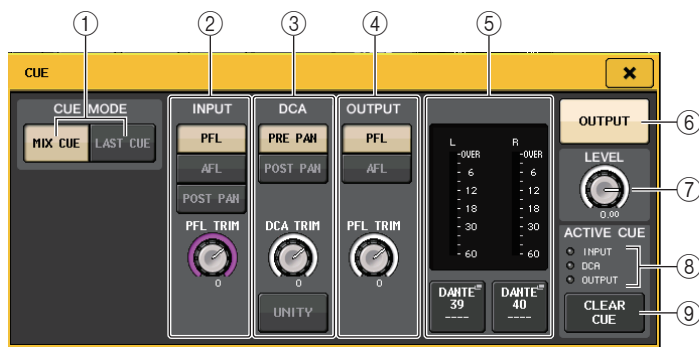 ① ② ③ ④ ⑤
CUE
CUE MODE
MIX CUE LAST CUE
INPUT
PFL
AFL
POST PAN
PFL TRIM
0
DCA
PRE PAN
POST PAN
DCA TRIM
0
UNITY
OUTPUT
PFL
AFL
PFL TRIM
0
L R
-OVER -OVER
- 6 - 6
- 12 - 12
- 18 - 18
- 30 - 30
- 60 - 60
DANTE 39 ----
DANTE 40 ----
OUTPUT ⑥
LEVEL
0.00 ⑦
ACTIVE CUE
INPUT
DCA ⑧
OUTPUT
CLEAR CUE ⑨